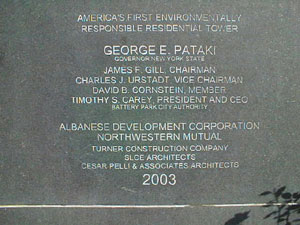 AMERICA'S FIRST ENVIRONMENTALLY
RESPONSIBLE RESIDENTIAL TOWER
GEORGE E. PATAKI
GOVERNOR NEW YORK STATE
JAMES F. GILL, CHAIRMAN
CHARLES J. URSTADT VICE CHAIRMAN
DAVID B. CORNSTEIN, MEMBER
TIMOTHY S. CAREY, PRESIDENT AND CEO
BATTERY PARK CITY AUTHORITY
ALBANESE DEVELOPMENT CORPORATION
NORTHWESTERN MUTUAL
TURNER CONSTRUCTION COMPANY
SLCE ARCHITECTS
CESAR PELLI & ASSOCIATES ARCHITECTS
2003